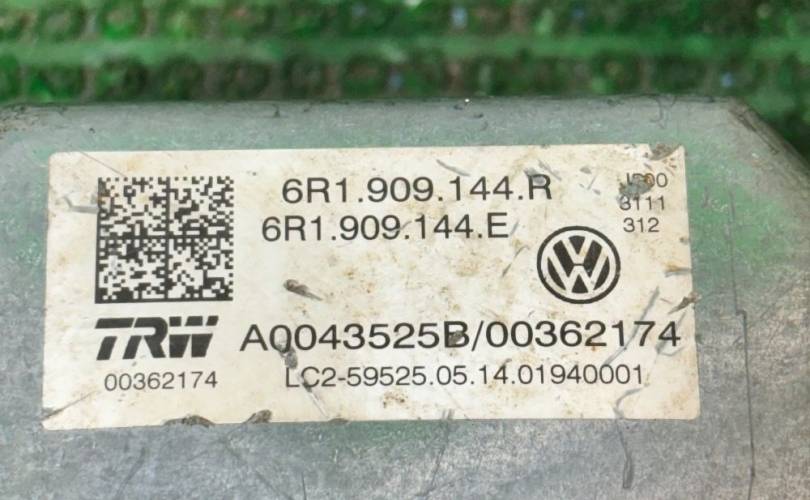 6R1.909.144.R
6R1.909.144.E
3111
312
TRW
A0043525B/00362174
00362174
LC2-59525.05.14.01940001